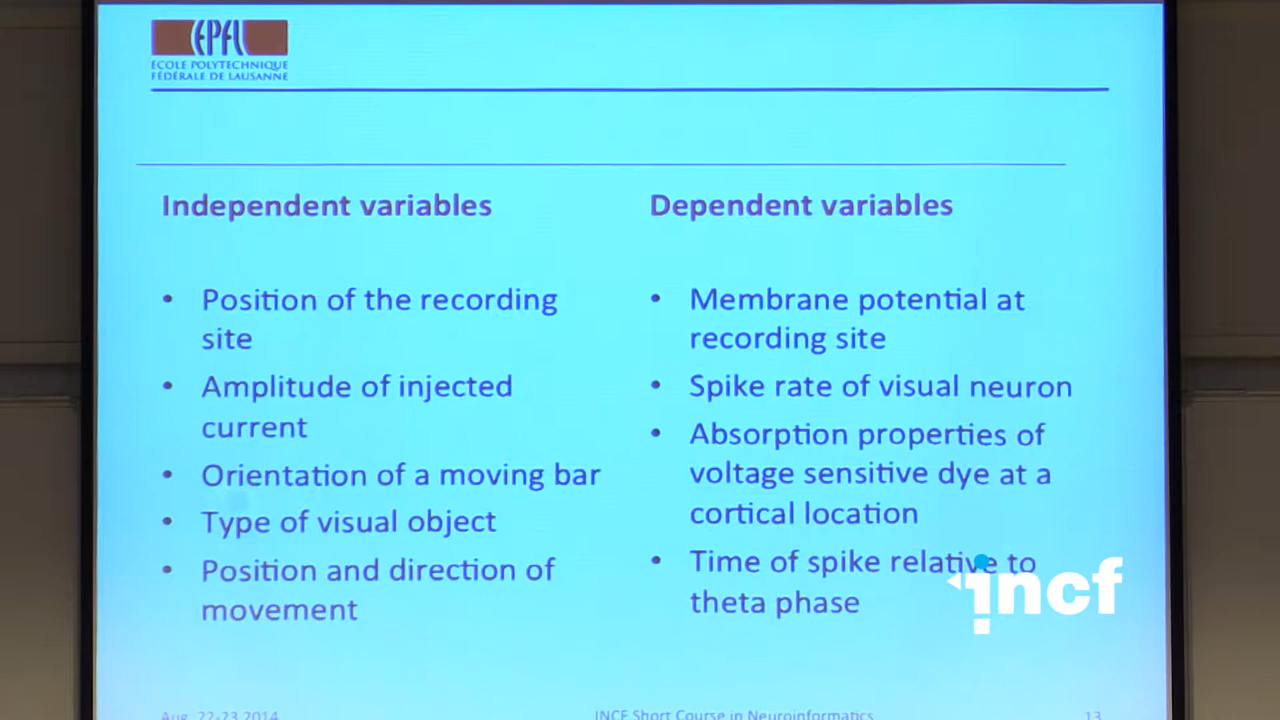 EPFL
ÉCOLE POLYTECHNIQUE
FÉDÉRALE DE LAUSANNE
Independent variables
• Position of the recording
site
• Amplitude of injected
current
• Orientation of a moving bar
• Type of visual object
• Position and direction of
movement
Dependent variables
• Membrane potential at
recording site
• Spike rate of visual neuron
• Absorption properties of
voltage sensitive dye at a
cortical location
• Time of spike relative to
theta phase
incf
Aug. 22-23 2014
INCF Short Course in Neuroinformatics
13